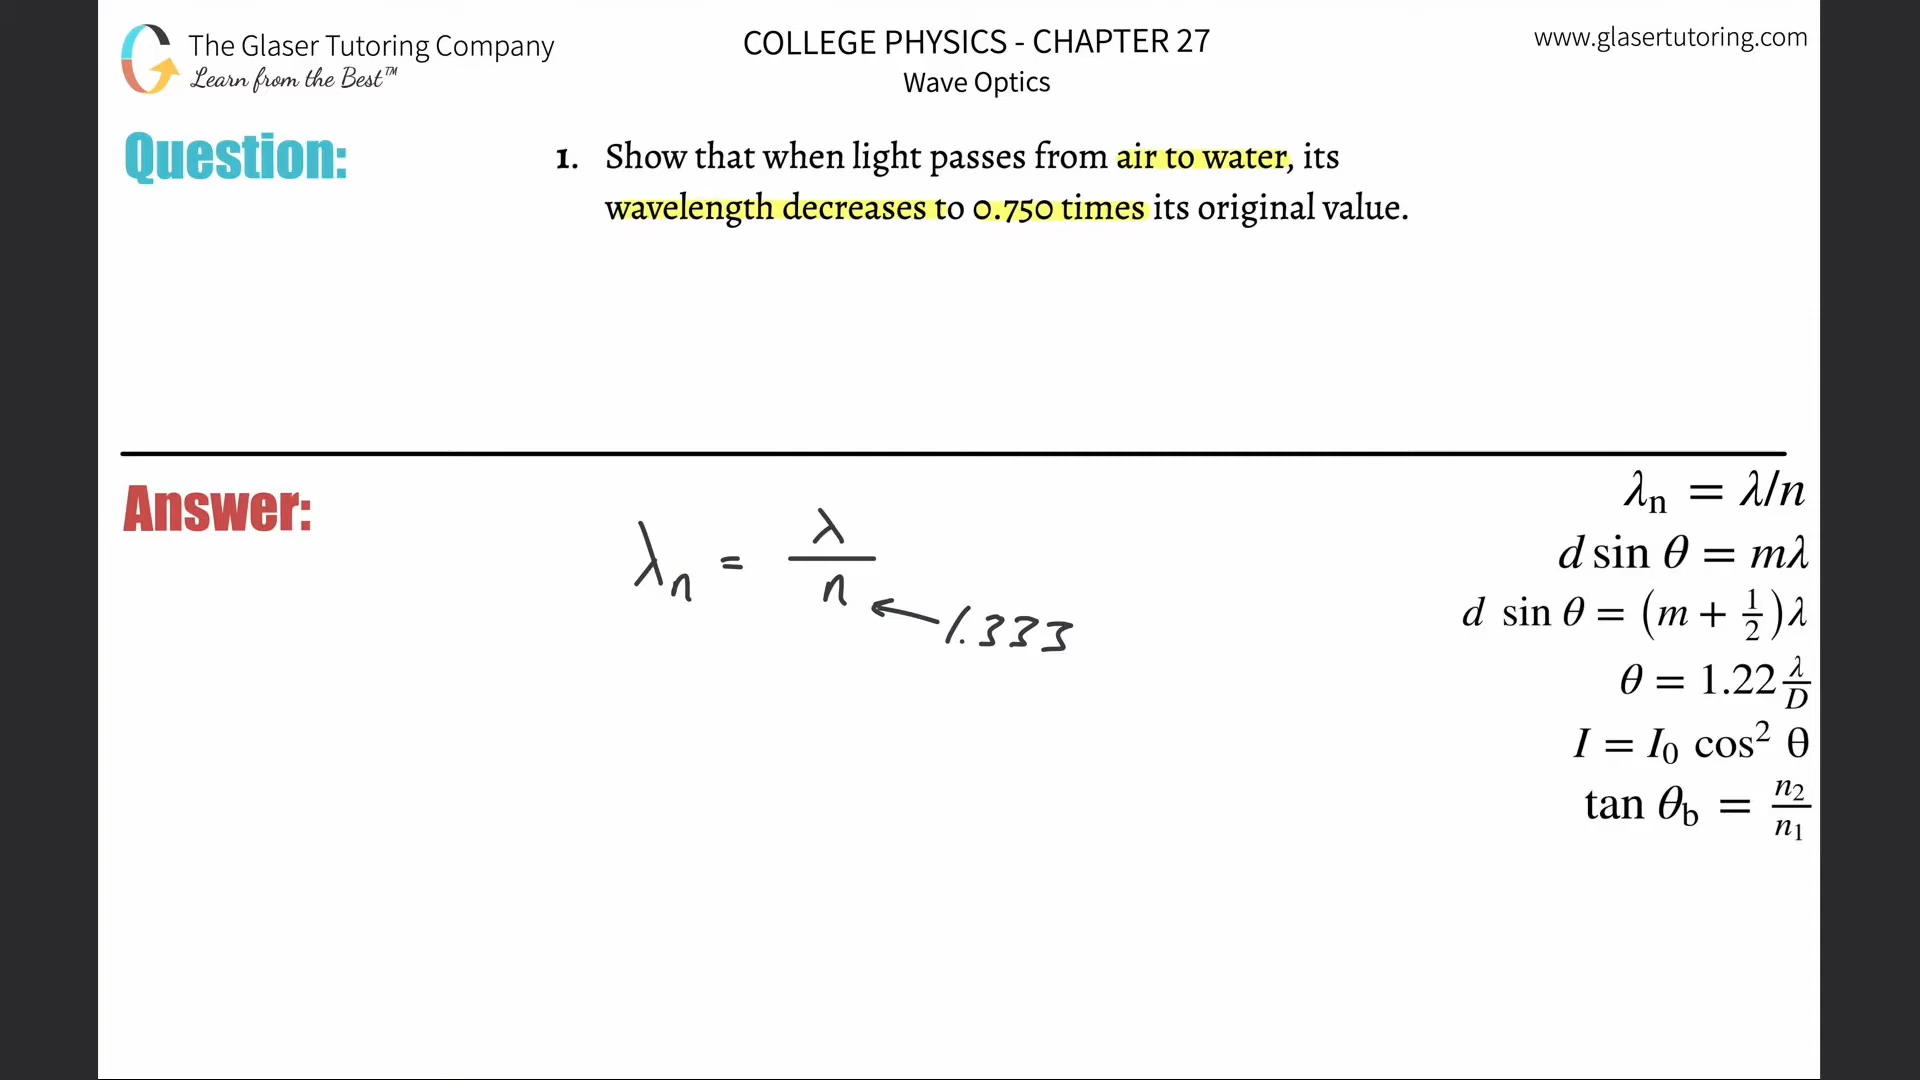 The Glaser Tutoring Company
Learn from the Best™
COLLEGE PHYSICS - CHAPTER 27
Wave Optics
www.glasertutoring.com
Question:
1. Show that when light passes from air to water, its
wavelength decreases to 0.750 times its original value.
Answer:
λn = λ/n ← 1.333
λn = λ/n
d sin θ = mλ
d sin θ = (m + 1/2)λ
θ = 1.22 λ/D
I = I0 cos² θ
tan θb = n2/n1